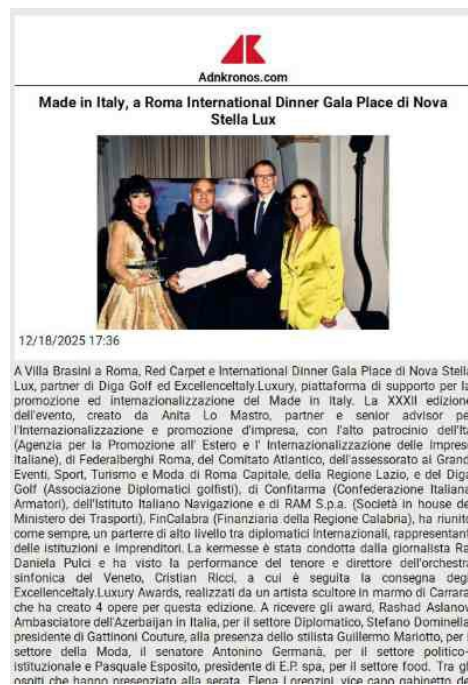 Adnkronos.com
Made in Italy, a Roma International Dinner Gala Place di Nova
Stella Lux
12/18/2025 17:36
A Villa Brasini a Roma, Red Carpet e International Dinner Gala Place di Nova Stella
Lux, partner di Diga Golf ed ExcellenceItaly.Luxury, piattaforma di supporto per la
promozione ed internazionalizzazione del Made in Italy. La XXXII edizione
dell'evento, creato da Anita Lo Mastro, partner e senior advisor per
l'Internazionalizzazione e promozione d'impresa, con l'alto patrocinio dell'Ita
(Agenzia per la Promozione all' Estero e l' Internazionalizzazione delle Imprese
Italiane), di Federalberghi Roma, del Comitato Atlantico, dell'assessorato ai Grandi
Eventi, Sport, Turismo e Moda di Roma Capitale, della Regione Lazio, e del Diga
Golf (Associazione Diplomatici golfisti), di Confitarma (Confederazione Italiana
Armatori), dell'Istituto Italiano Navigazione e di RAM S.p.a. (Società in house del
Ministero dei Trasporti), FinCalabra (Finanziaria della Regione Calabria), ha riunito
come sempre, un parterre di alto livello tra diplomatici Internazionali, rappresentanti
delle istituzioni e imprenditori. La kermesse è stata condotta dalla giornalista Rai
Daniela Pulci e ha visto la performance del tenore e direttore dell'orchestra
sinfonica del Veneto, Cristian Ricci, a cui è seguita la consegna degli
ExcellenceItaly.Luxury Awards, realizzati da un artista scultore in marmo di Carrara,
che ha creato 4 opere per questa edizione. A ricevere gli award, Rashad Aslanov,
Ambasciatore dell'Azerbaijan in Italia, per il settore Diplomatico, Stefano Dominella,
presidente di Gattinoni Couture, alla presenza dello stilista Guillermo Mariotto, per il
settore della Moda, il senatore Antonino Germanà, per il settore politico-
istituzionale e Pasquale Esposito, presidente di E.P. spa, per il settore food. Tra gli
ospiti che hanno presenziato alla serata, Elena Lorenzini, vice capo gabinetto del